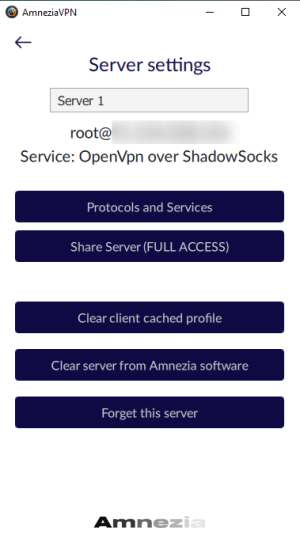 AmneziaVPN
Server settings
Server 1
root@
Service: OpenVpn over ShadowSocks
Protocols and Services
Share Server (FULL ACCESS)
Clear client cached profile
Clear server from Amnezia software
Forget this server
Amnezia